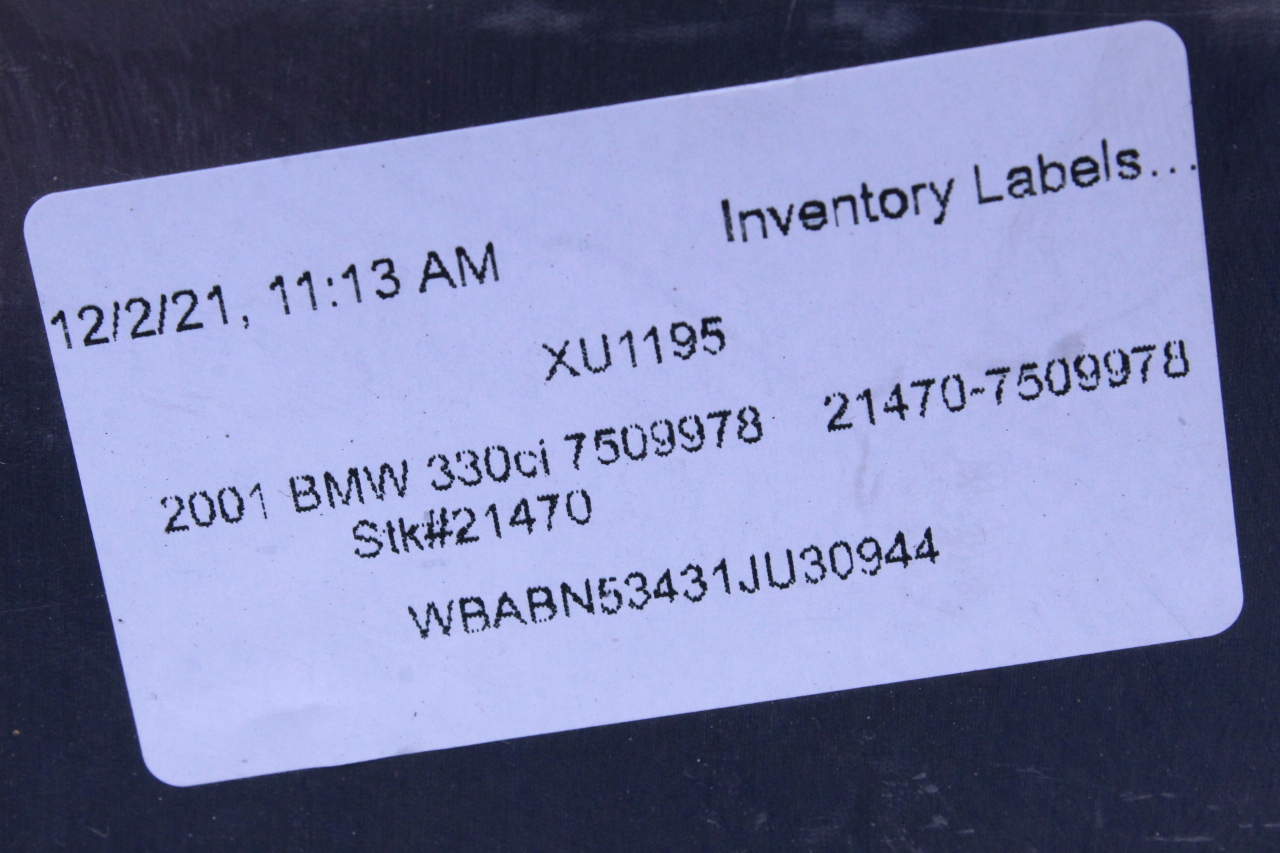 Inventory Labels...
12/2/21, 11:13 AM
XU1195
2001 BMW 330ci 7509978 21470-7509978
Stk#21470
WBABN53431JU30944